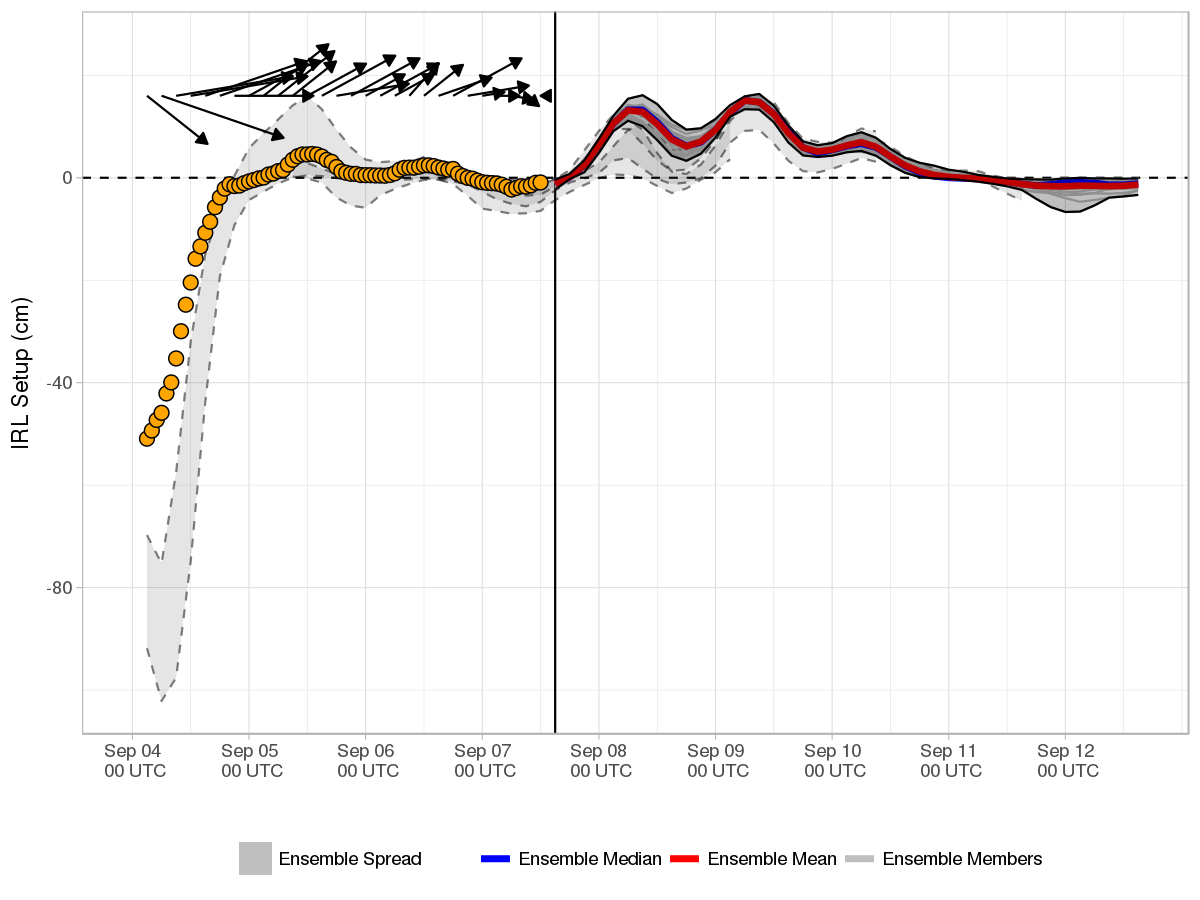 IRL Setup (cm)
0
-40
-80
Sep 04 Sep 05 Sep 06 Sep 07 Sep 08 Sep 09 Sep 10 Sep 11 Sep 12
00 UTC 00 UTC 00 UTC 00 UTC 00 UTC 00 UTC 00 UTC 00 UTC 00 UTC
Ensemble Spread Ensemble Median Ensemble Mean Ensemble Members